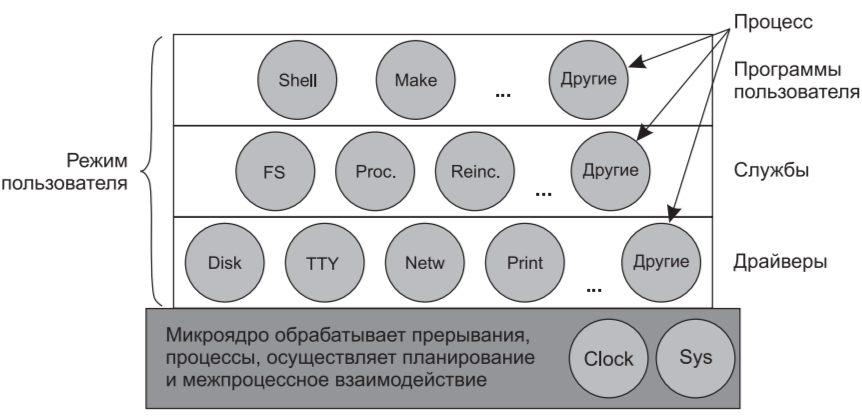 Процесс
Shell
Make
...
Другие
Программы
пользователя
Режим
пользователя
FS
Proc.
Reinc.
...
Другие
Службы
Disk
TTY
Netw
Print
...
Другие
Драйверы
Микроядро обрабатывает прерывания,
процессы, осуществляет планирование
и межпроцессное взаимодействие
Clock
Sys